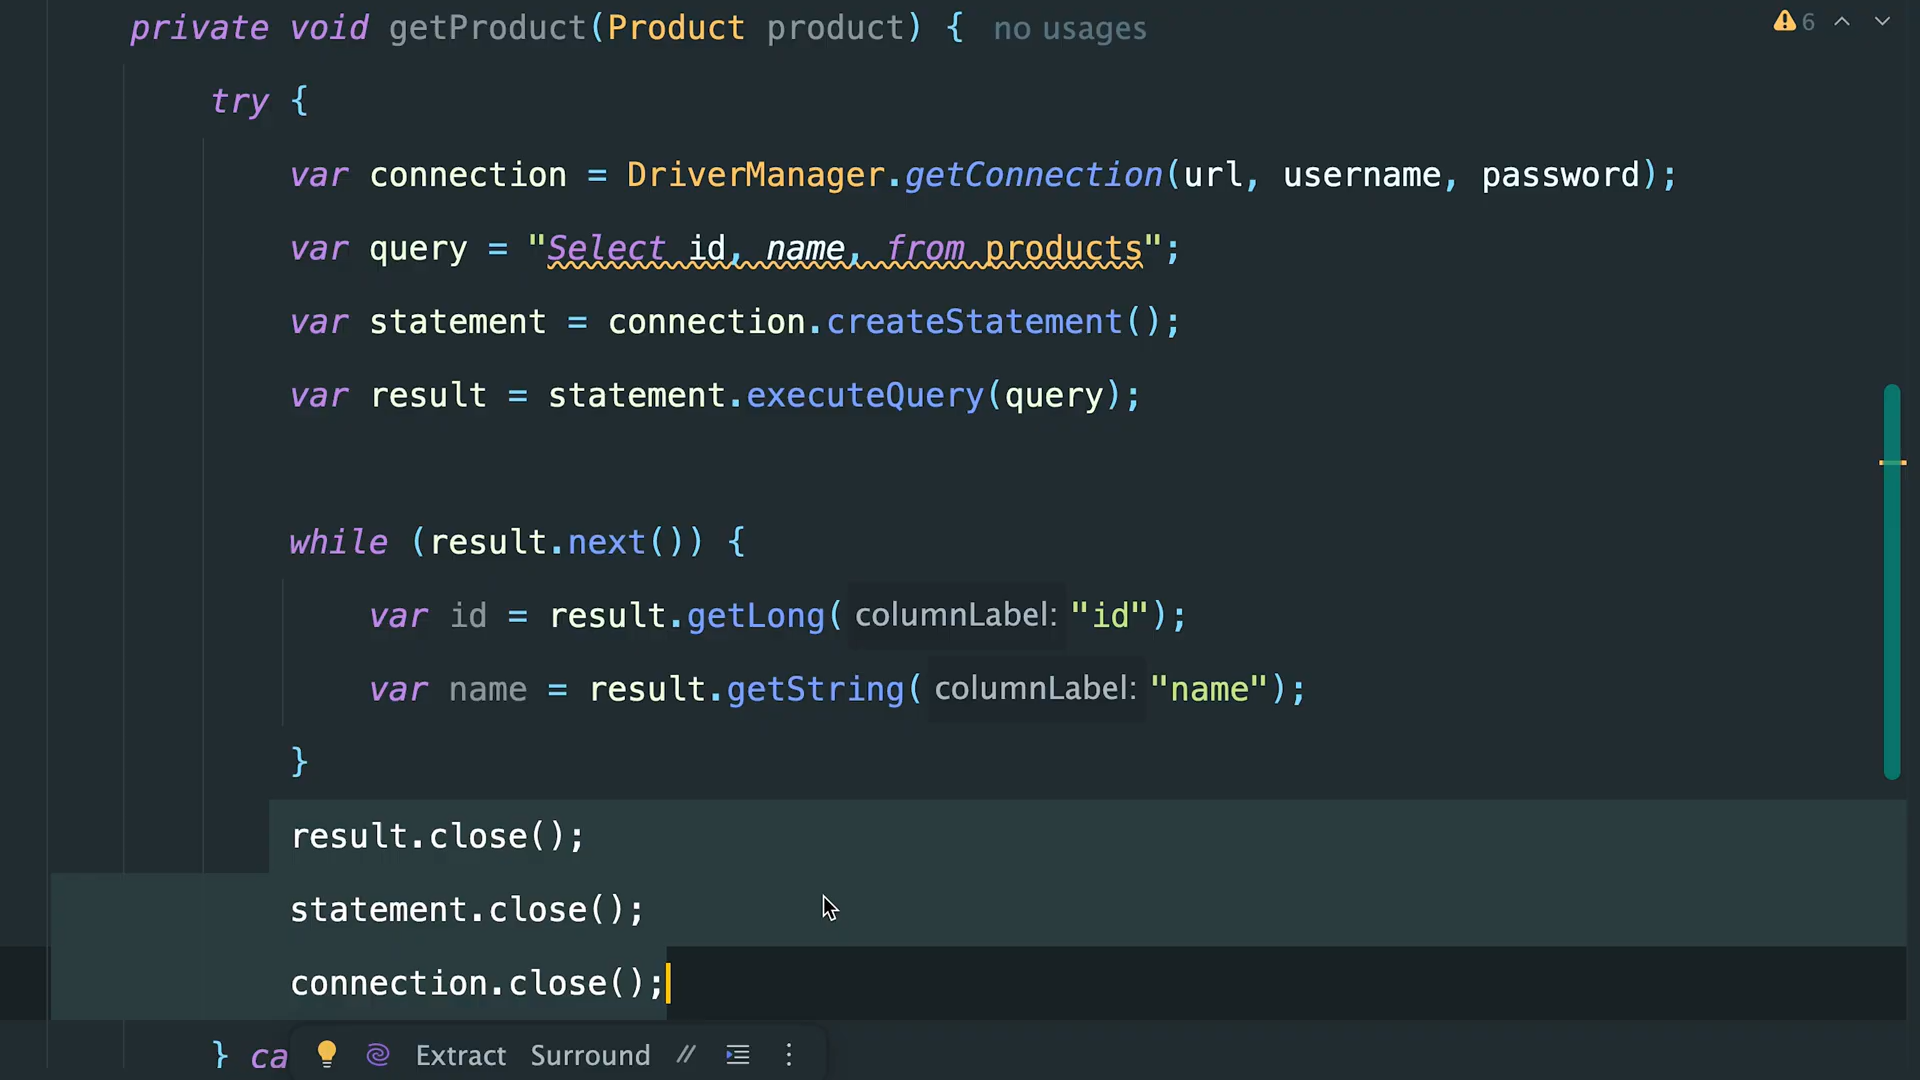 private void getProduct(Product product) { no usages 6
try {
var connection = DriverManager.getConnection(url, username, password);
var query = "Select id, name, from products";
var statement = connection.createStatement();
var result = statement.executeQuery(query);
while (result.next()) {
var id = result.getLong( columnLabel: "id");
var name = result.getString( columnLabel: "name");
}
result.close();
statement.close();
connection.close();
} ca Extract Surround //